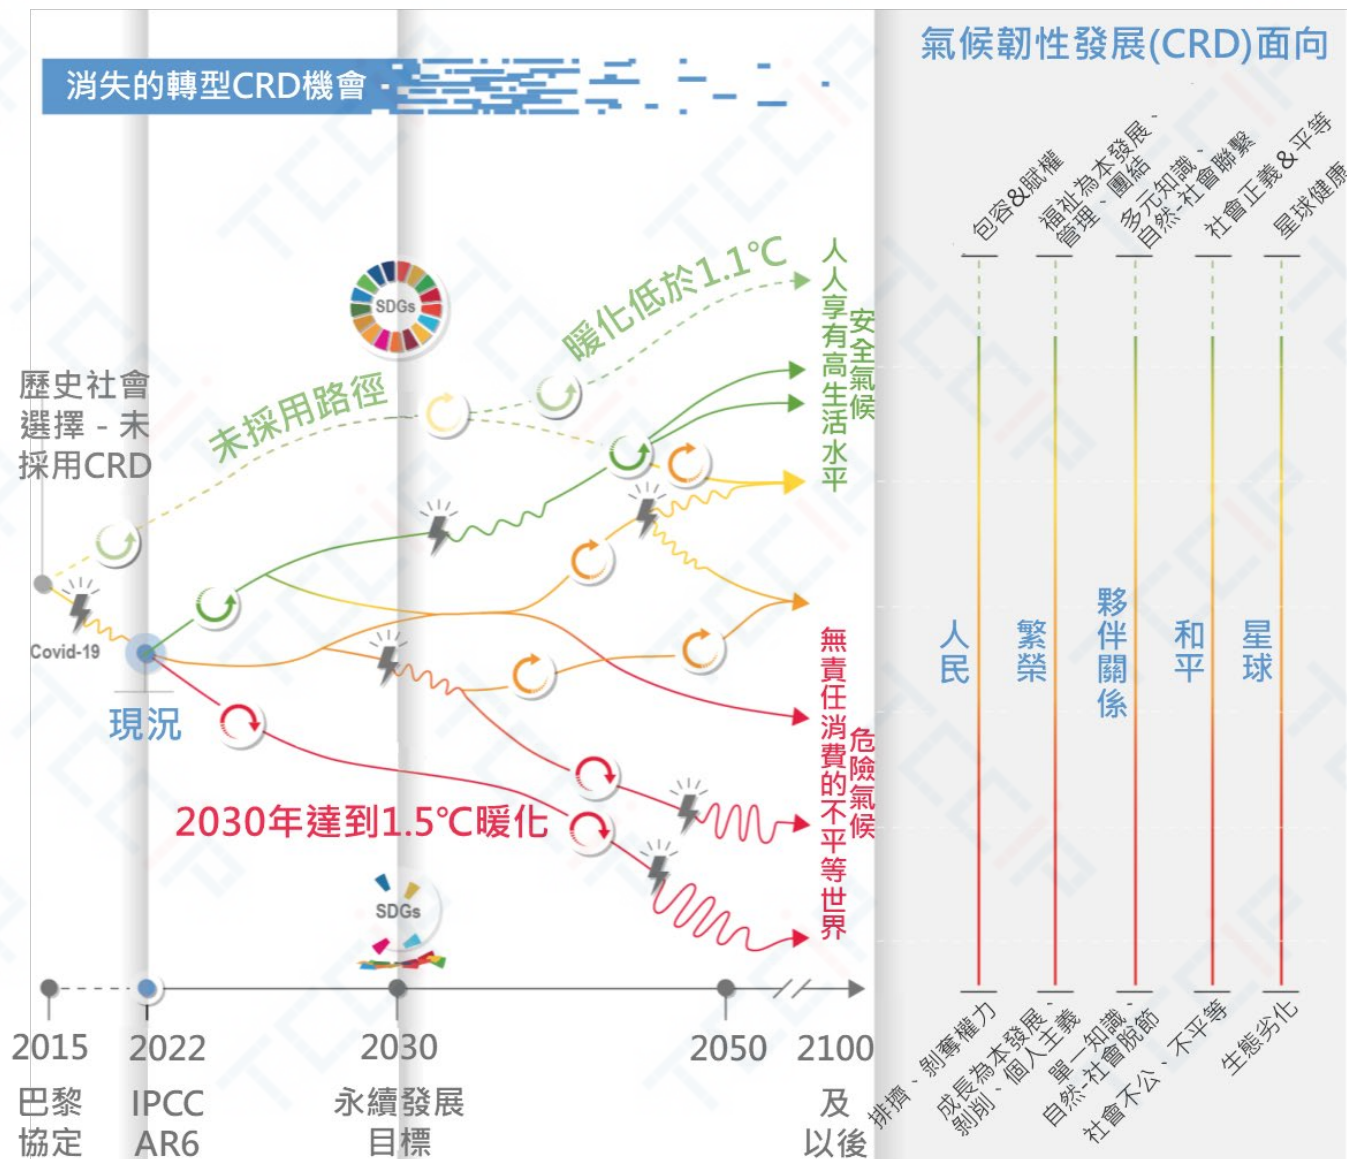 氣候韌性發展(CRD)面向
消失的轉型CRD機會
包容&賦權
福祉為本發展、
管理、團結
多元知識、
自然-社會聯繫
社會正義&平等
星球健康
歷史社會
選擇 - 未
採用CRD
未採用路徑
暖化低於1.1℃
SDGs
人人享有高生活水平
安全氣候
Covid-19
現況
2030年達到1.5℃暖化
SDGs
無責任消費的不平等世界
危險氣候
人民
繁榮
夥伴關係
和平
星球
2015
巴黎
協定
2022
IPCC
AR6
2030
永續發展
目標
2050
2100
及
以後
排擠、剝奪權力
成長為本發展、
剝削、個人主義
單一知識、
自然-社會脫節
社會不公、不平等
生態劣化
TCCIP